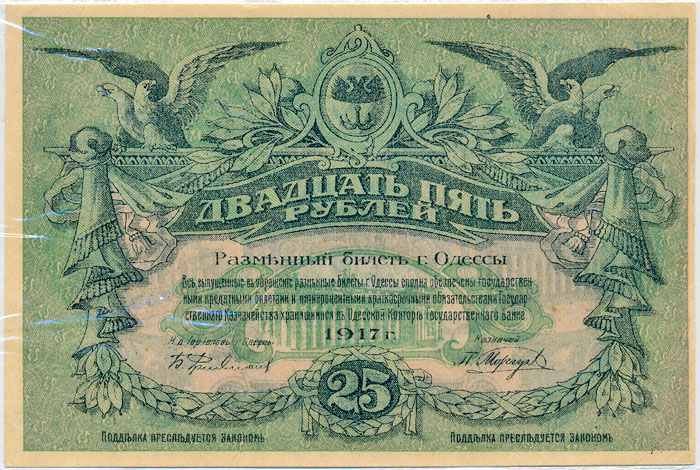 ДВАДЦАТЬ ПЯТЬ
РУБЛЕЙ
Размѣнный билетъ г. Одессы
Всѣ выпущенные въ обращеніе размѣнные билеты г. Одессы сполна обезпечены государствен
ными кредитными билетами и пятипроцентными краткосрочными обязательствами Государ
ственнаго Казначейства хранящимися въ Одесской Конторѣ Государственнаго Банка
1917 г.
Казначей
25
ПОДДѢЛКА ПРЕСЛѢДУЕТСЯ ЗАКОНОМЪ
ПОДДѢЛКА ПРЕСЛѢДУЕТСЯ ЗАКОНОМЪ